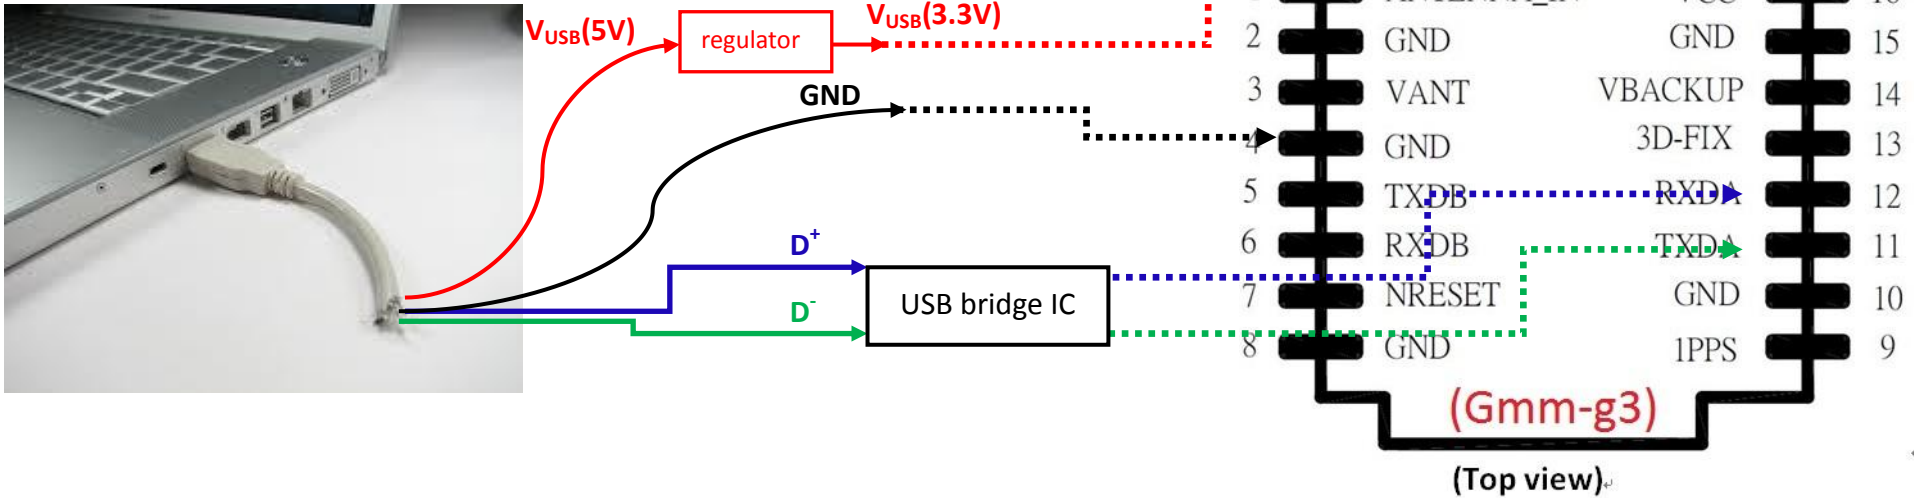 V_USB(5V)
regulator
V_USB(3.3V)
GND
D+
D-
USB bridge IC
2 GND GND 15
3 VANT VBACKUP 14
4 GND 3D-FIX 13
5 TXDB RXDA 12
6 RXDB TXDA 11
7 NRESET GND 10
8 GND 1PPS 9
(Gmm-g3)
(Top view)